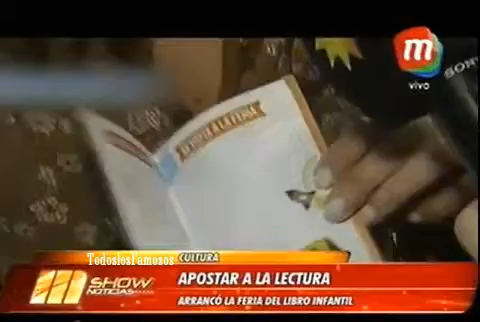 M
vivo
SONY
TodoslosFamosos
CULTURA
M SHOW
NOTICIAS
APOSTAR A LA LECTURA
ARRANCÓ LA FERIA DEL LIBRO INFANTIL